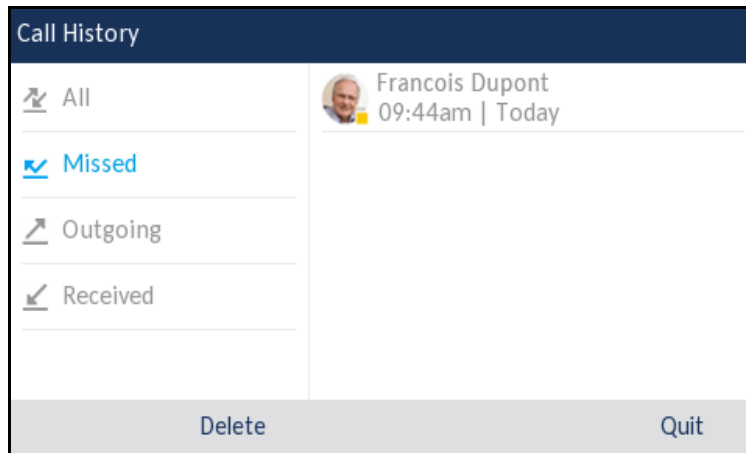 Call History
All
Missed
Outgoing
Received
Francois Dupont
09:44am | Today
Delete
Quit